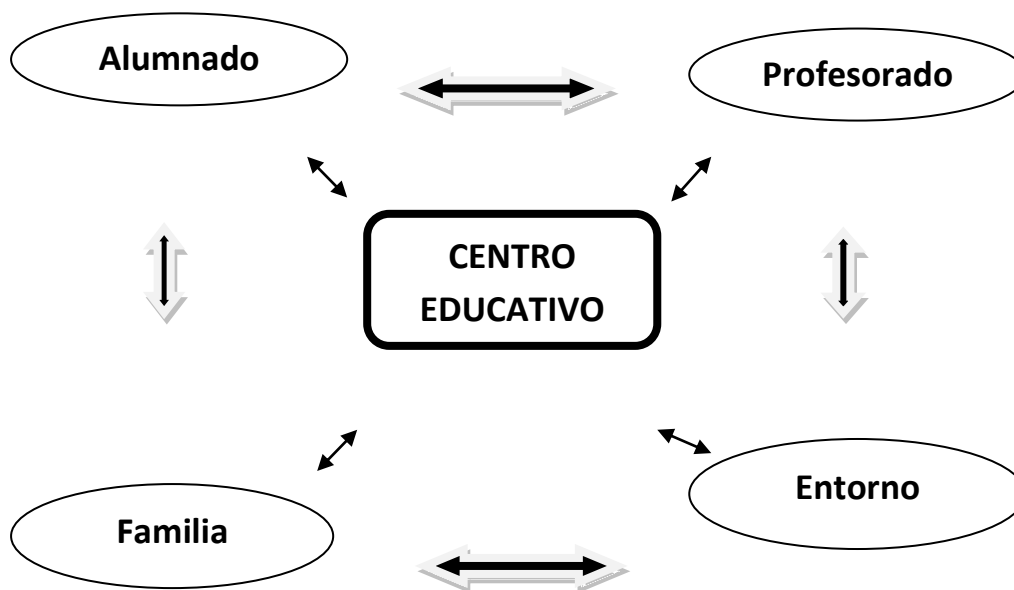 Alumnado
Profesorado
CENTRO
EDUCATIVO
Entorno
Familia